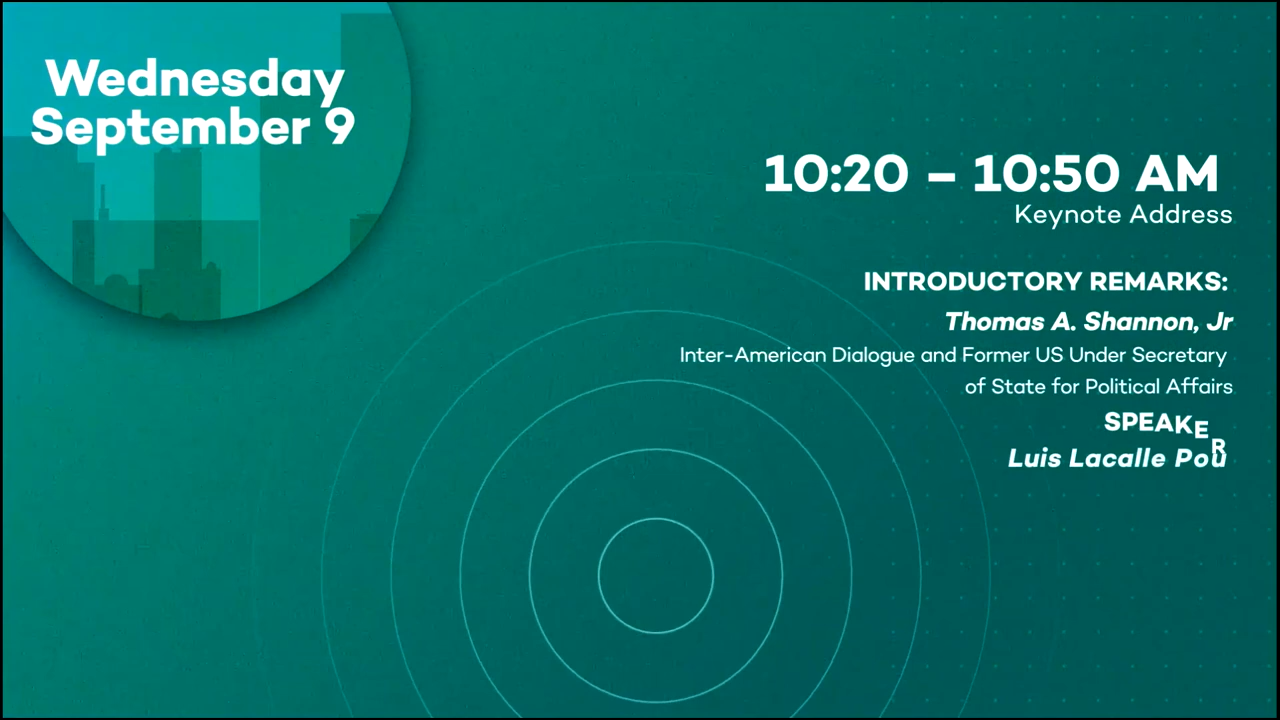 Wednesday
September 9
10:20 – 10:50 AM
Keynote Address
INTRODUCTORY REMARKS:
Thomas A. Shannon, Jr
Inter-American Dialogue and Former US Under Secretary
of State for Political Affairs
SPEAKER
Luis Lacalle Pou